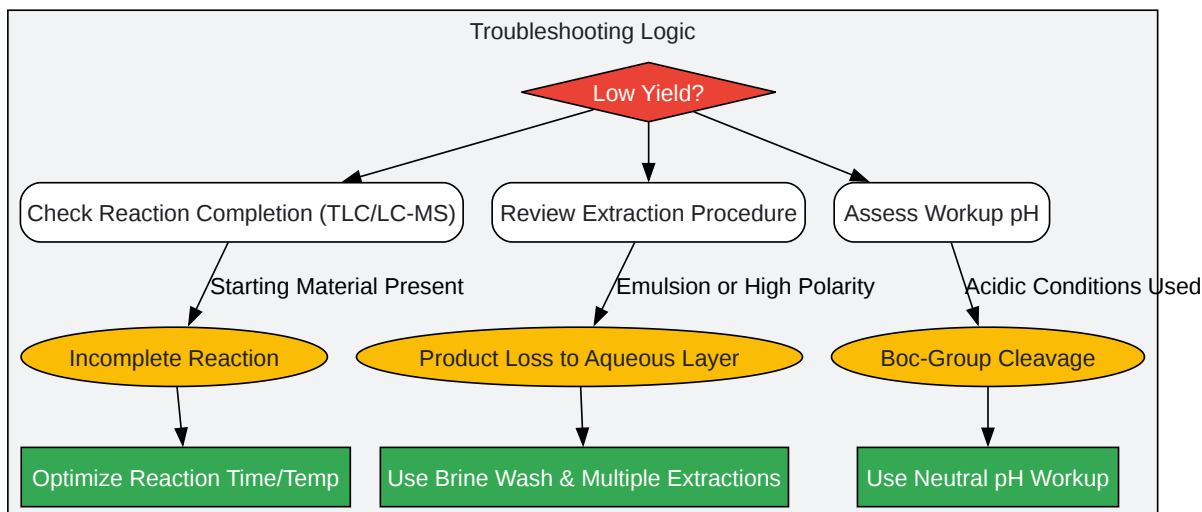 Troubleshooting Logic
Low Yield?
Check Reaction Completion (TLC/LC-MS)
Review Extraction Procedure
Assess Workup pH
Starting Material Present
Emulsion or High Polarity
Acidic Conditions Used
Incomplete Reaction
Product Loss to Aqueous Layer
Boc-Group Cleavage
Optimize Reaction Time/Temp
Use Brine Wash & Multiple Extractions
Use Neutral pH Workup